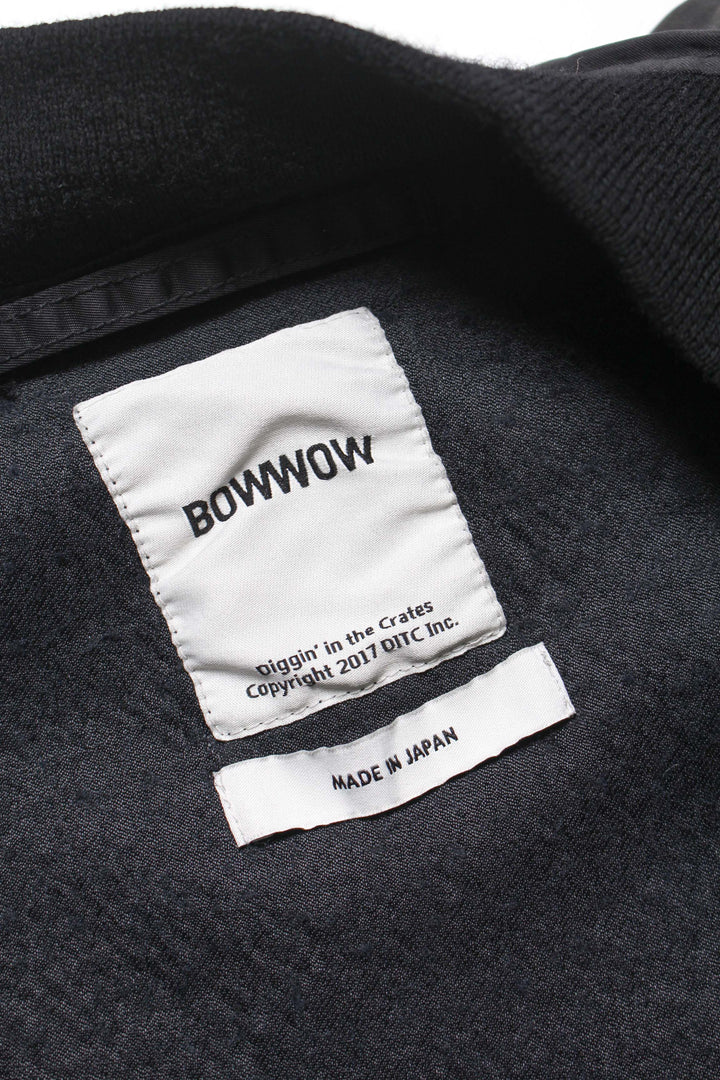 BOWWOW
Diggin' in the Crates
Copyright 2017 DITC Inc.
MADE IN JAPAN